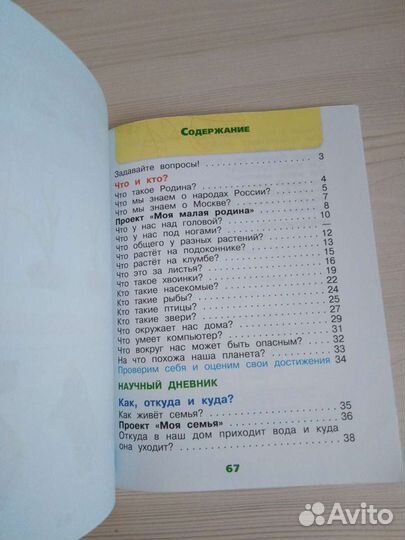 СОДЕРЖАНИЕ
Задавайте вопросы! 3
Что и кто?
Что такое Родина? 4
Что мы знаем о народах России? 5
Что мы знаем о Москве? 7
Проект «Моя малая родина» 8
Что у нас над головой? 10
Что у нас под ногами? —
Что общего у разных растений? 12
Что растёт на подоконнике? 13
Что растёт на клумбе? 15
Что это за листья? 16
Что такое хвоинки? 19
Кто такие насекомые? 22
Кто такие рыбы? 24
Кто такие птицы? 25
Кто такие звери? 27
Что окружает нас дома? 29
Что умеет компьютер? 31
Что вокруг нас может быть опасным? 32
На что похожа наша планета? 33
Проверим себя и оценим свои достижения 34
НАУЧНЫЙ ДНЕВНИК
Как, откуда и куда?
Как живёт семья? 35
Проект «Моя семья» 36
Откуда в наш дом приходит вода и куда
она уходит? 38
67
Avito